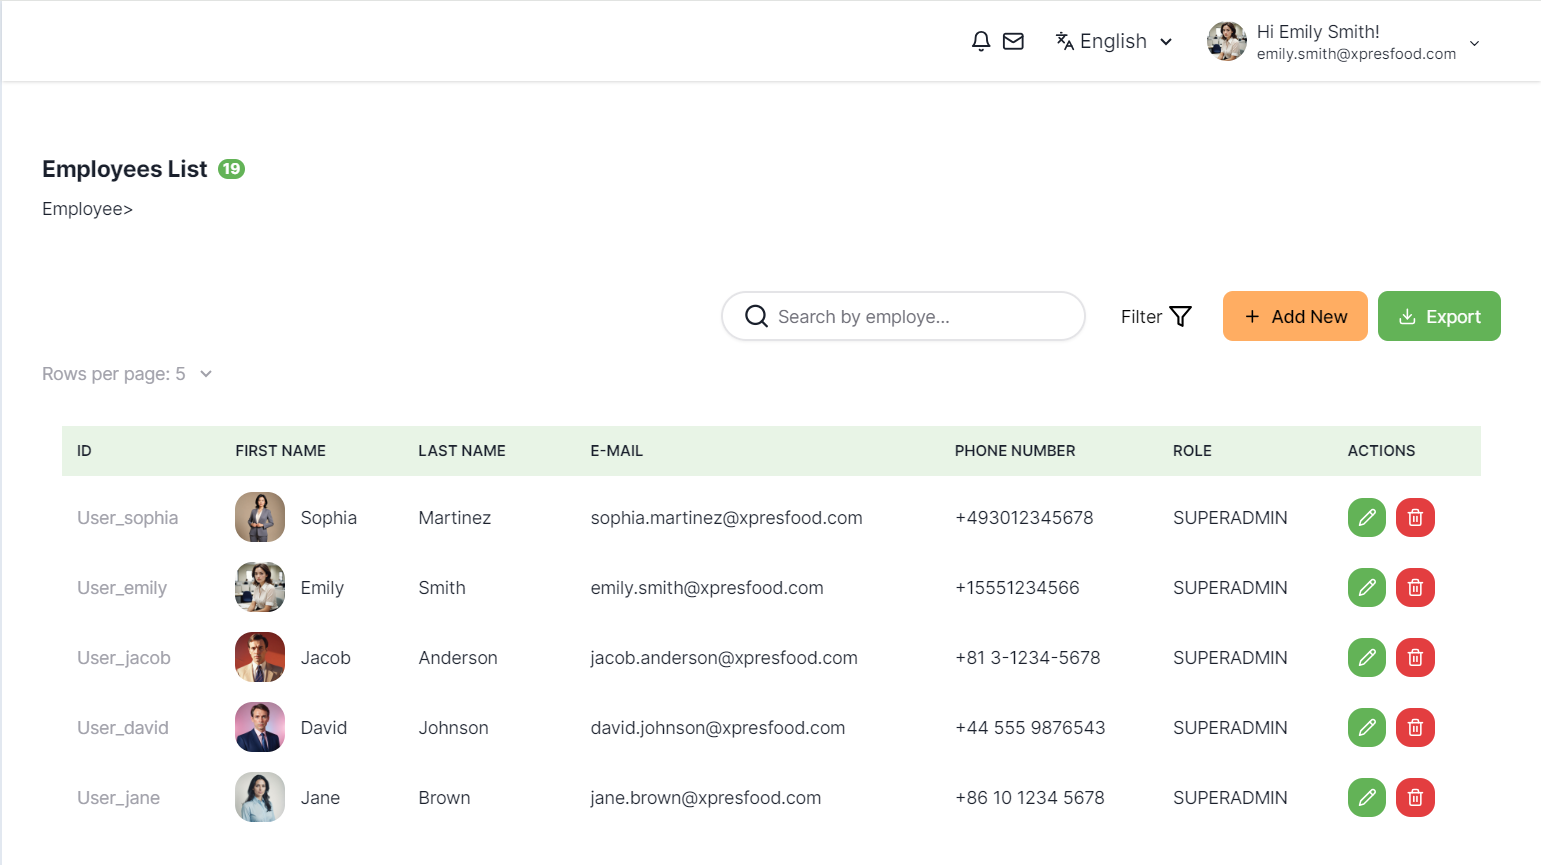 English
Hi Emily Smith!
emily.smith@xpresfood.com
Employees List 19
Employee>
Search by employe...
Filter
+ Add New
Export
Rows per page: 5
ID FIRST NAME LAST NAME E-MAIL PHONE NUMBER ROLE ACTIONS
User_sophia Sophia Martinez sophia.martinez@xpresfood.com +493012345678 SUPERADMIN
User_emily Emily Smith emily.smith@xpresfood.com +15551234566 SUPERADMIN
User_jacob Jacob Anderson jacob.anderson@xpresfood.com +81 3-1234-5678 SUPERADMIN
User_david David Johnson david.johnson@xpresfood.com +44 555 9876543 SUPERADMIN
User_jane Jane Brown jane.brown@xpresfood.com +86 10 1234 5678 SUPERADMIN